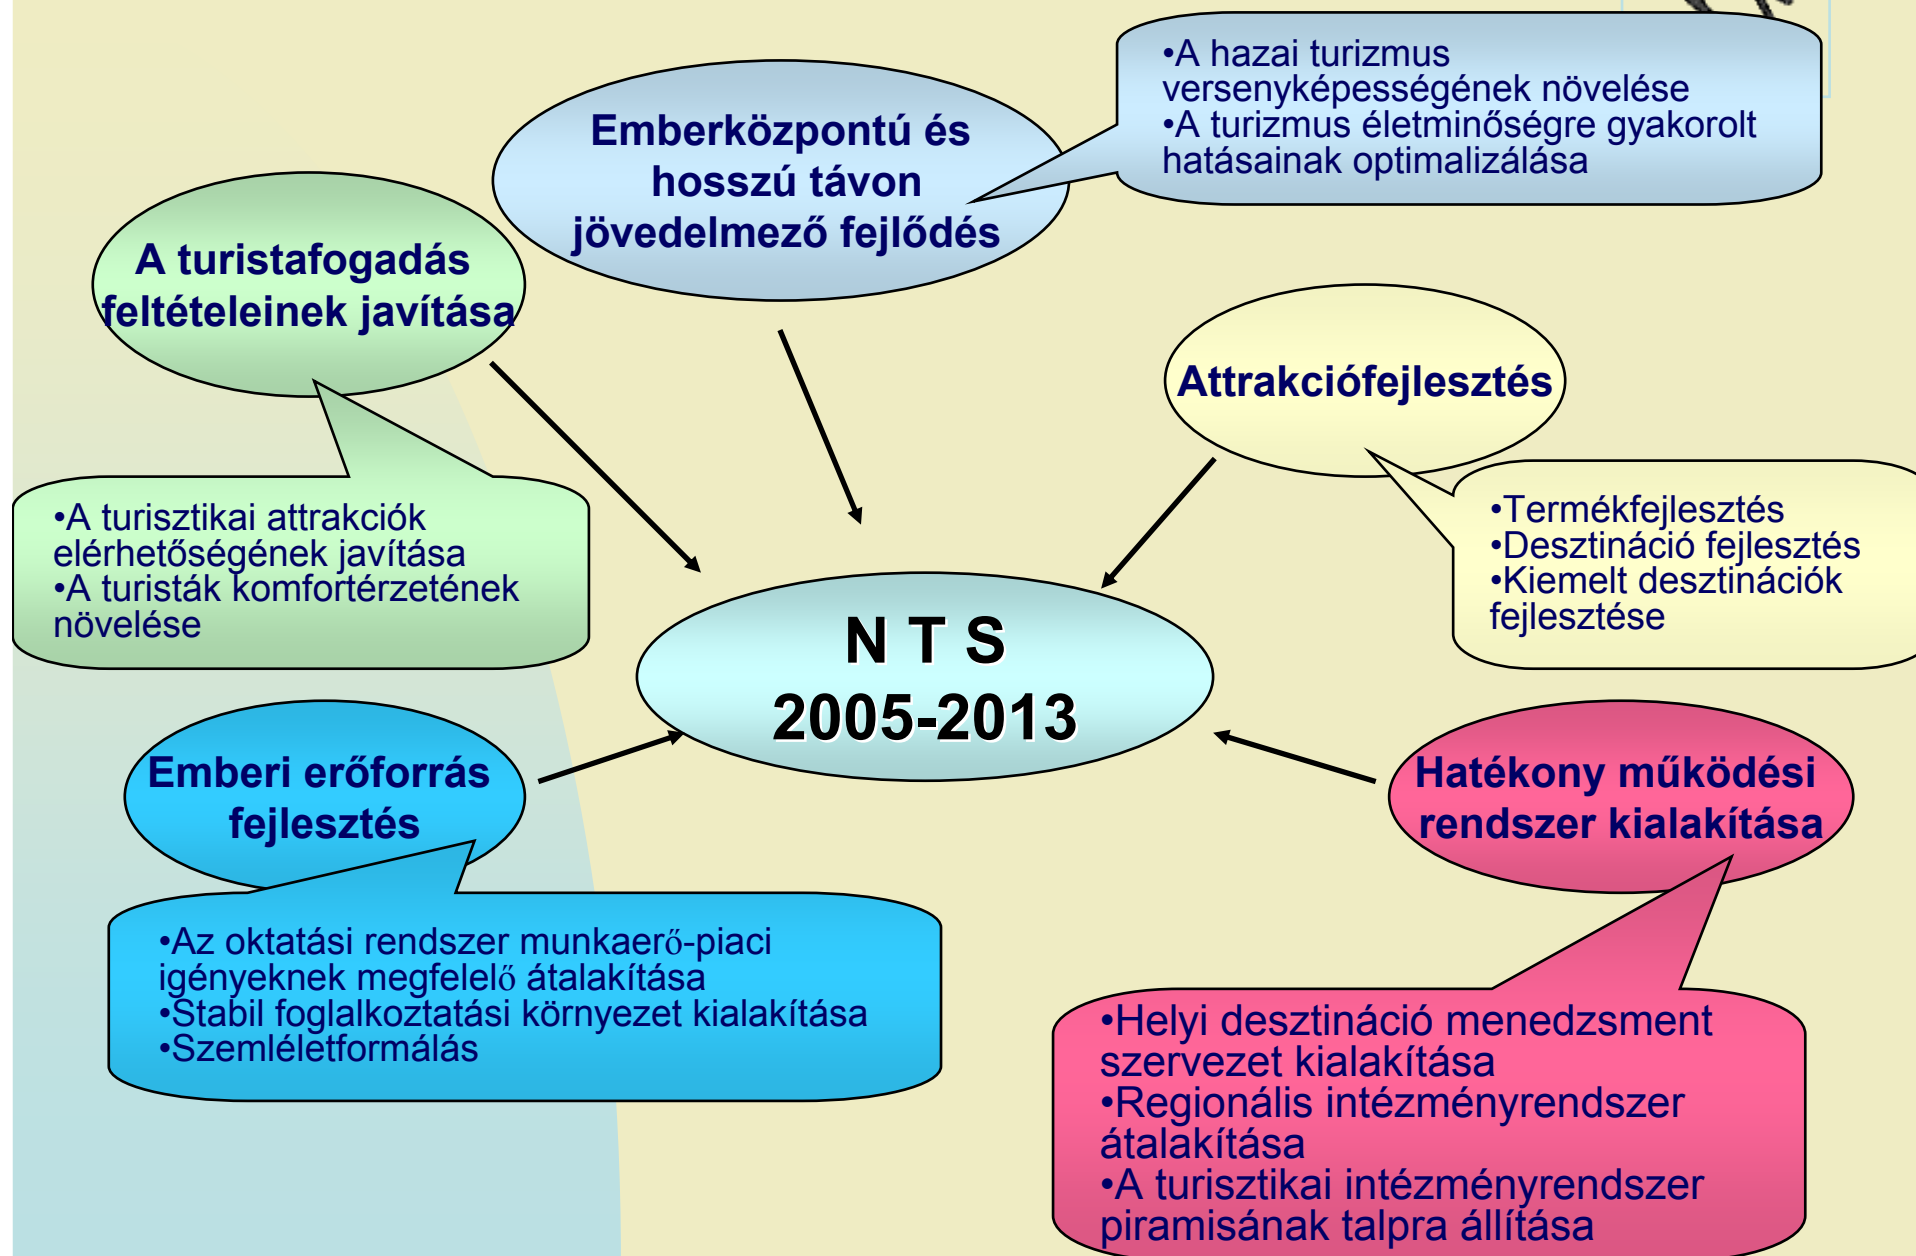 Emberközpontú és
hosszú távon
jövedelmező fejlődés
•A hazai turizmus
versenyképességének növelése
•A turizmus életminőségre gyakorolt
hatásainak optimalizálása
A turistafogadás
feltételeinek javítása
•A turisztikai attrakciók
elérhetőségének javítása
•A turisták komfortérzetének
növelése
Attrakciófejlesztés
•Termékfejlesztés
•Desztináció fejlesztés
•Kiemelt desztinációk
fejlesztése
N T S
2005-2013
Emberi erőforrás
fejlesztés
•Az oktatási rendszer munkaerő-piaci
igényeknek megfelelő átalakítása
•Stabil foglalkoztatási környezet kialakítása
•Szemléletformálás
Hatékony működési
rendszer kialakítása
•Helyi desztináció menedzsment
szervezet kialakítása
•Regionális intézményrendszer
átalakítása
•A turisztikai intézményrendszer
piramisának talpra állítása